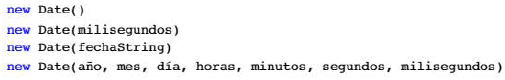 new Date()
new Date(milisegundos)
new Date(fechaString)
new Date(año, mes, día, horas, minutos, segundos, milisegundos)